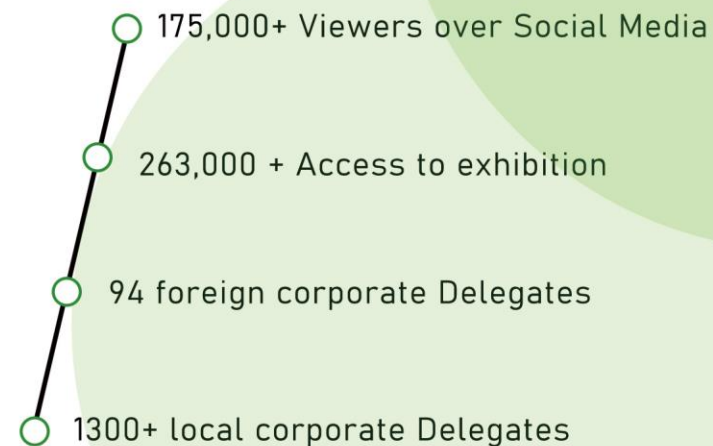 175,000+ Viewers over Social Media
263,000 + Access to exhibition
94 foreign corporate Delegates
1300+ local corporate Delegates